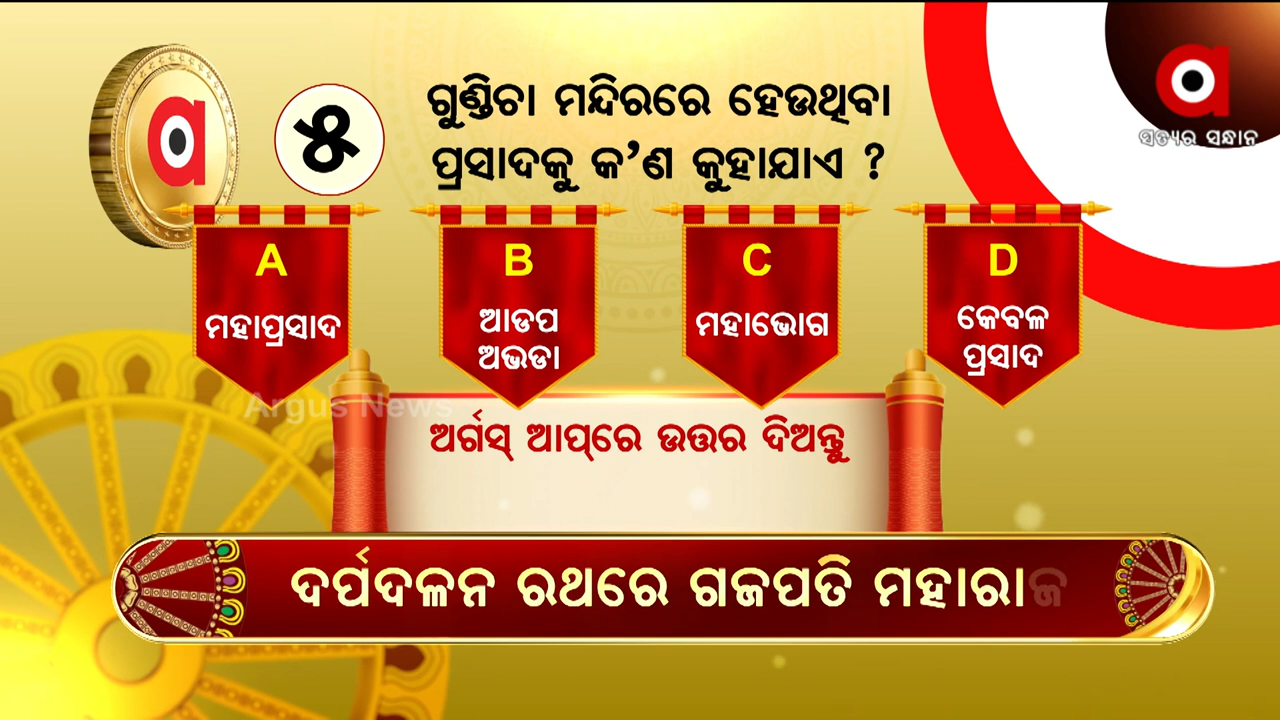 a
a
ସତ୍ୟର ସନ୍ଧାନ
୫
ଗୁଣ୍ଡିଚା ମନ୍ଦିରରେ ହେଉଥିବା
ପ୍ରସାଦକୁ କ’ଣ କୁହାଯାଏ ?
A
ମହାପ୍ରସାଦ
B
ଆଡପ
ଅଭଡା
C
ମହାଭୋଗ
D
କେବଳ
ପ୍ରସାଦ
Argus News
ଅର୍ଗସ୍ ଆପ୍‌ରେ ଉତ୍ତର ଦିଅନ୍ତୁ
ଦର୍ପଦଳନ ରଥରେ ଗଜପତି ମହାରାଜ